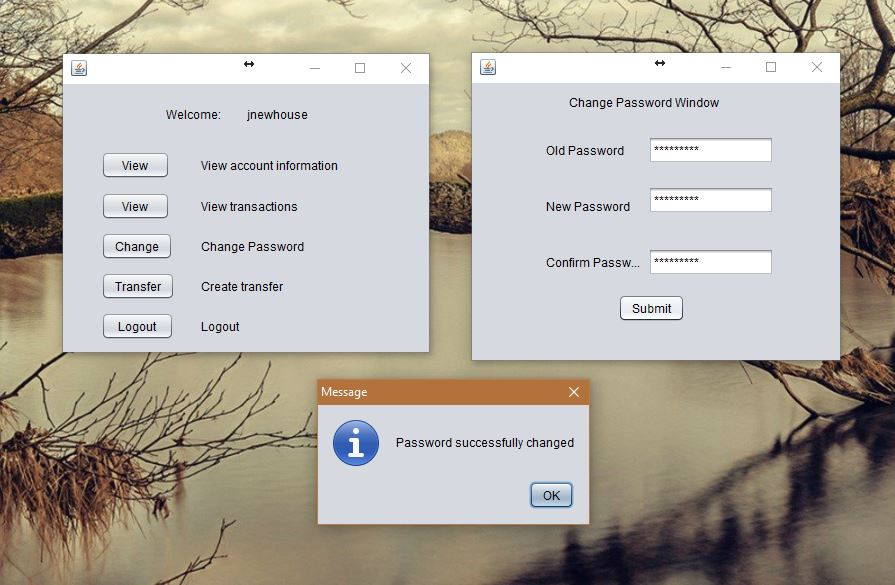 Welcome: jnewhouse
View View account information
View View transactions
Change Change Password
Transfer Create transfer
Logout Logout
Change Password Window
Old Password *********
New Password *********
Confirm Passw... *********
Submit
Message
Password successfully changed
OK